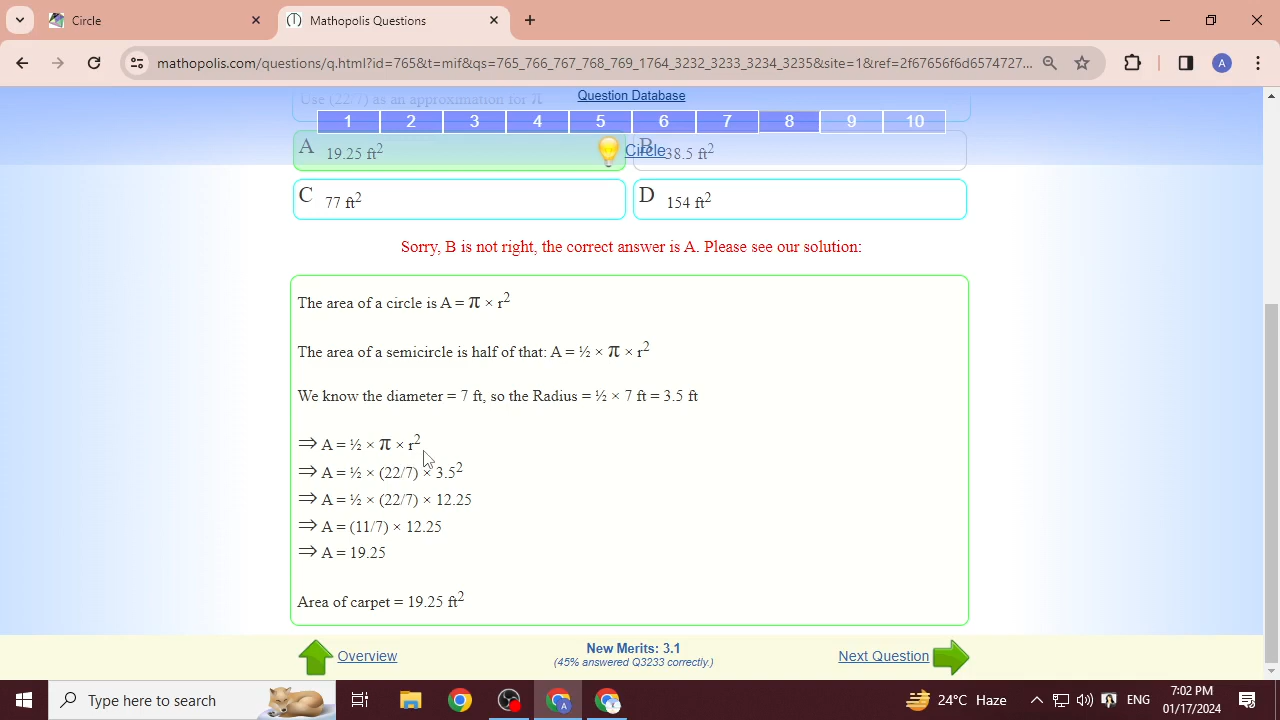 Circle
Mathopolis Questions
mathopolis.com/questions/q.html?id=765&t=mif&qs=765_766_767_768_769_1764_3232_3233_3234_3235&site=1&ref=2f67656f6d6574727...
A
Question Database
Use (22/7) as an approximation for π
1 2 3 4 5 6 7 8 9 10
A 19.25 ft²
B 38.5 ft²
Circle
C 77 ft²
D 154 ft²
Sorry, B is not right, the correct answer is A. Please see our solution:
The area of a circle is A = π × r²
The area of a semicircle is half of that: A = ½ × π × r²
We know the diameter = 7 ft, so the Radius = ½ × 7 ft = 3.5 ft
⇒ A = ½ × π × r²
⇒ A = ½ × (22/7) × 3.5²
⇒ A = ½ × (22/7) × 12.25
⇒ A = (11/7) × 12.25
⇒ A = 19.25
Area of carpet = 19.25 ft²
Overview
New Merits: 3.1
(45% answered Q3233 correctly.)
Next Question
Type here to search
24°C Haze
ENG
7:02 PM
01/17/2024